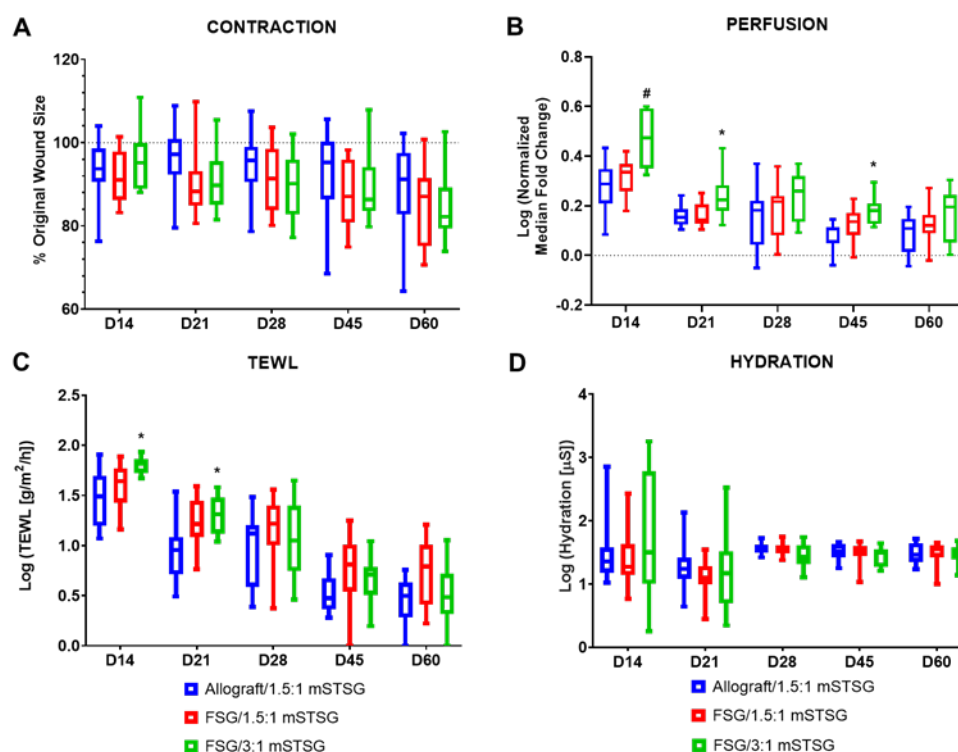 A
CONTRACTION
% Original Wound Size
120
100
80
60
D14 D21 D28 D45 D60
B
PERFUSION
Log (Normalized
Median Fold Change)
0.8
0.6
0.4
0.2
0.0
-0.2
#
*
*
D14 D21 D28 D45 D60
C
TEWL
Log (TEWL [g/m²/h])
2.5
2.0
1.5
1.0
0.5
0.0
*
*
D14 D21 D28 D45 D60
Allograft/1.5:1 mSTSG
FSG/1.5:1 mSTSG
FSG/3:1 mSTSG
D
HYDRATION
Log (Hydration [µS])
4
3
2
1
0
D14 D21 D28 D45 D60
Allograft/1.5:1 mSTSG
FSG/1.5:1 mSTSG
FSG/3:1 mSTSG